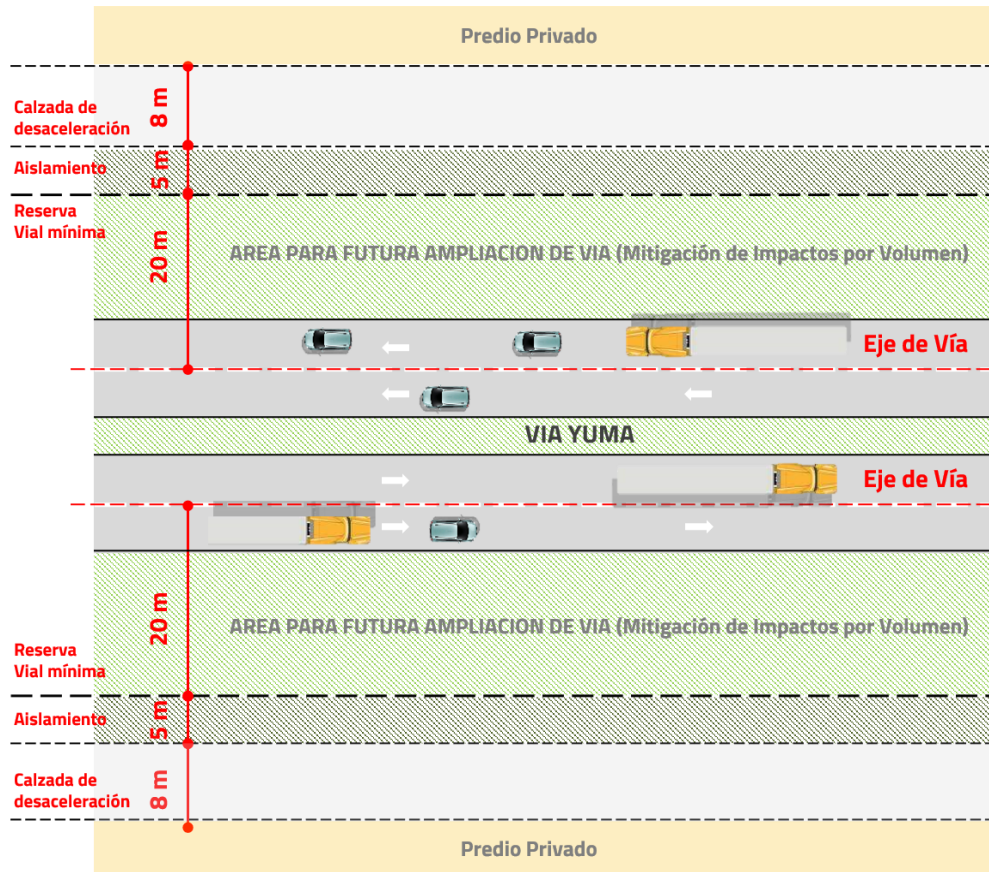 Predio Privado
Calzada de
desaceleración
8 m
Aislamiento
5 m
Reserva
Vial mínima
20 m
AREA PARA FUTURA AMPLIACION DE VIA (Mitigación de Impactos por Volumen)
Eje de Vía
VIA YUMA
Eje de Vía
20 m
AREA PARA FUTURA AMPLIACION DE VIA (Mitigación de Impactos por Volumen)
Reserva
Vial mínima
Aislamiento
5 m
Calzada de
desaceleración
8 m
Predio Privado